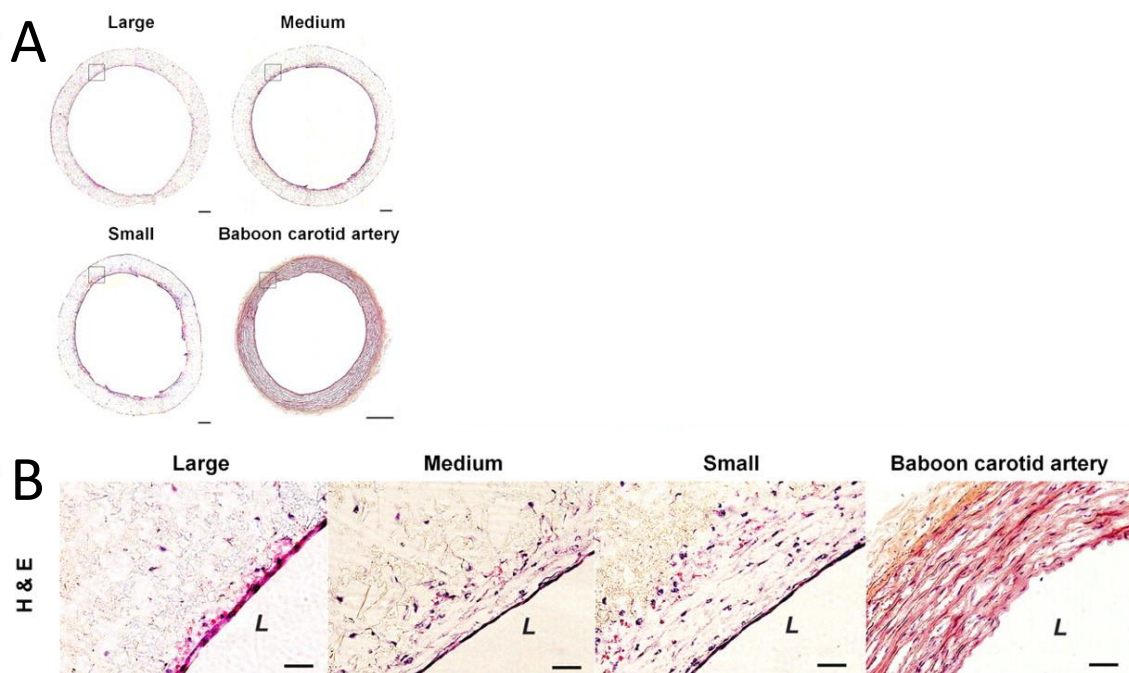 A
Large
Medium
Small
Baboon carotid artery
B
Large
Medium
Small
Baboon carotid artery
H & E
L
L
L
L